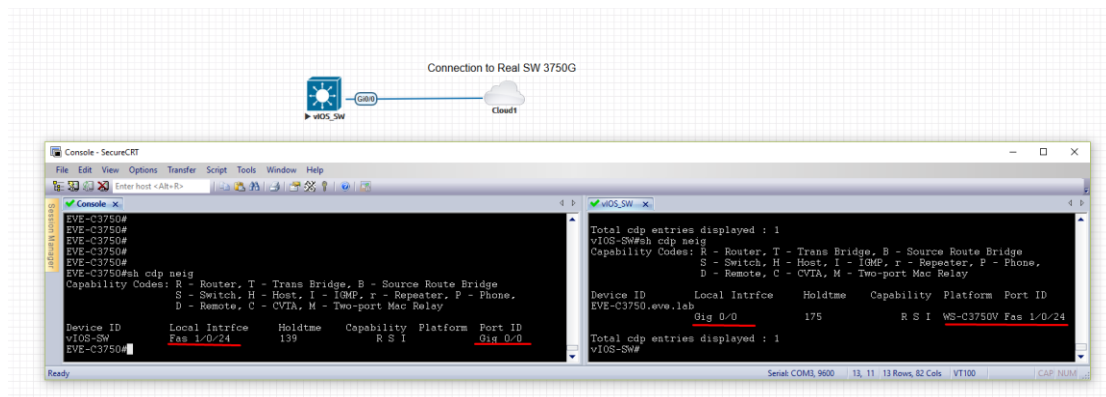 Connection to Real SW 3750G
Gi0/0
vIOS_SW
Cloud1
Console - SecureCRT
File Edit View Options Transfer Script Tools Window Help
Enter host <Alt+R>
Session Manager
Console
EVE-C3750#
EVE-C3750#
EVE-C3750#
EVE-C3750#
EVE-C3750#
EVE-C3750#sh cdp neig
Capability Codes: R - Router, T - Trans Bridge, B - Source Route Bridge
S - Switch, H - Host, I - IGMP, r - Repeater, P - Phone,
D - Remote, C - CVTA, M - Two-port Mac Relay
Device ID Local Intrfce Holdtme Capability Platform Port ID
vIOS-SW Fas 1/0/24 139 R S I Gig 0/0
EVE-C3750#
vIOS_SW
Total cdp entries displayed : 1
vIOS-SW#sh cdp neig
Capability Codes: R - Router, T - Trans Bridge, B - Source Route Bridge
S - Switch, H - Host, I - IGMP, r - Repeater, P - Phone,
D - Remote, C - CVTA, M - Two-port Mac Relay
Device ID Local Intrfce Holdtme Capability Platform Port ID
EVE-C3750.eve.lab
Gig 0/0 175 R S I WS-C3750V Fas 1/0/24
Total cdp entries displayed : 1
vIOS-SW#
Ready
Serial: COM3, 9600 13, 11 13 Rows, 82 Cols VT100 CAP NUM